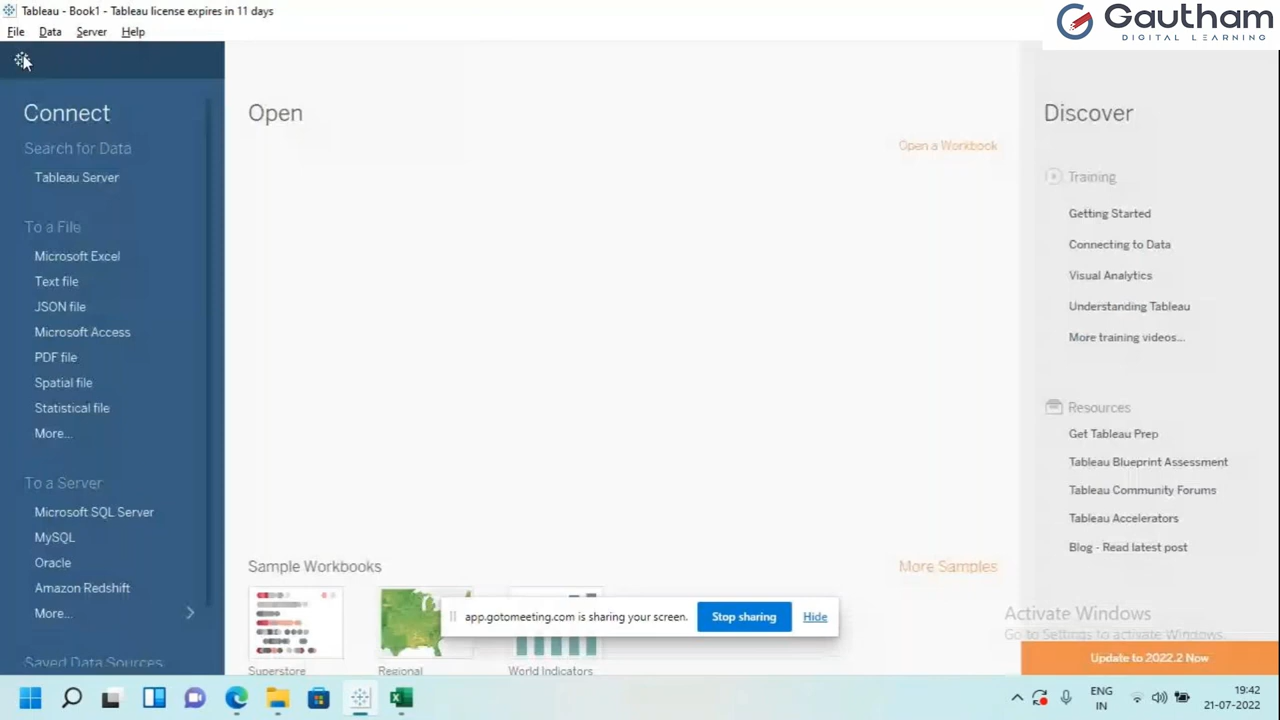 Tableau - Book1 - Tableau license expires in 11 days
File Data Server Help
Gautham
DIGITAL LEARNING
Connect
Search for Data
Tableau Server
To a File
Microsoft Excel
Text file
JSON file
Microsoft Access
PDF file
Spatial file
Statistical file
More...
To a Server
Microsoft SQL Server
MySQL
Oracle
Amazon Redshift
More...
Saved Data Sources
Open
Open a Workbook
Sample Workbooks
More Samples
Superstore
Regional
World Indicators
app.gotomeeting.com is sharing your screen.
Stop sharing
Hide
Discover
Training
Getting Started
Connecting to Data
Visual Analytics
Understanding Tableau
More training videos...
Resources
Get Tableau Prep
Tableau Blueprint Assessment
Tableau Community Forums
Tableau Accelerators
Blog - Read latest post
Activate Windows
Go to Settings to activate Windows.
Update to 2022.2 Now
ENG
IN
19:42
21-07-2022